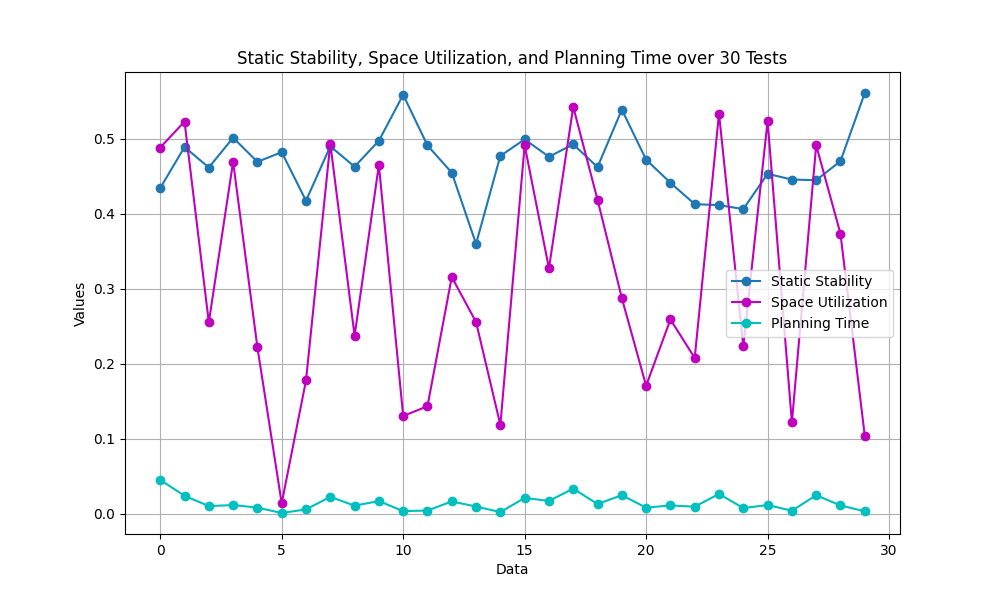 Static Stability, Space Utilization, and Planning Time over 30 Tests
Values
0.5
0.4
0.3
0.2
0.1
0.0
Static Stability
Space Utilization
Planning Time
0 5 10 15 20 25 30
Data